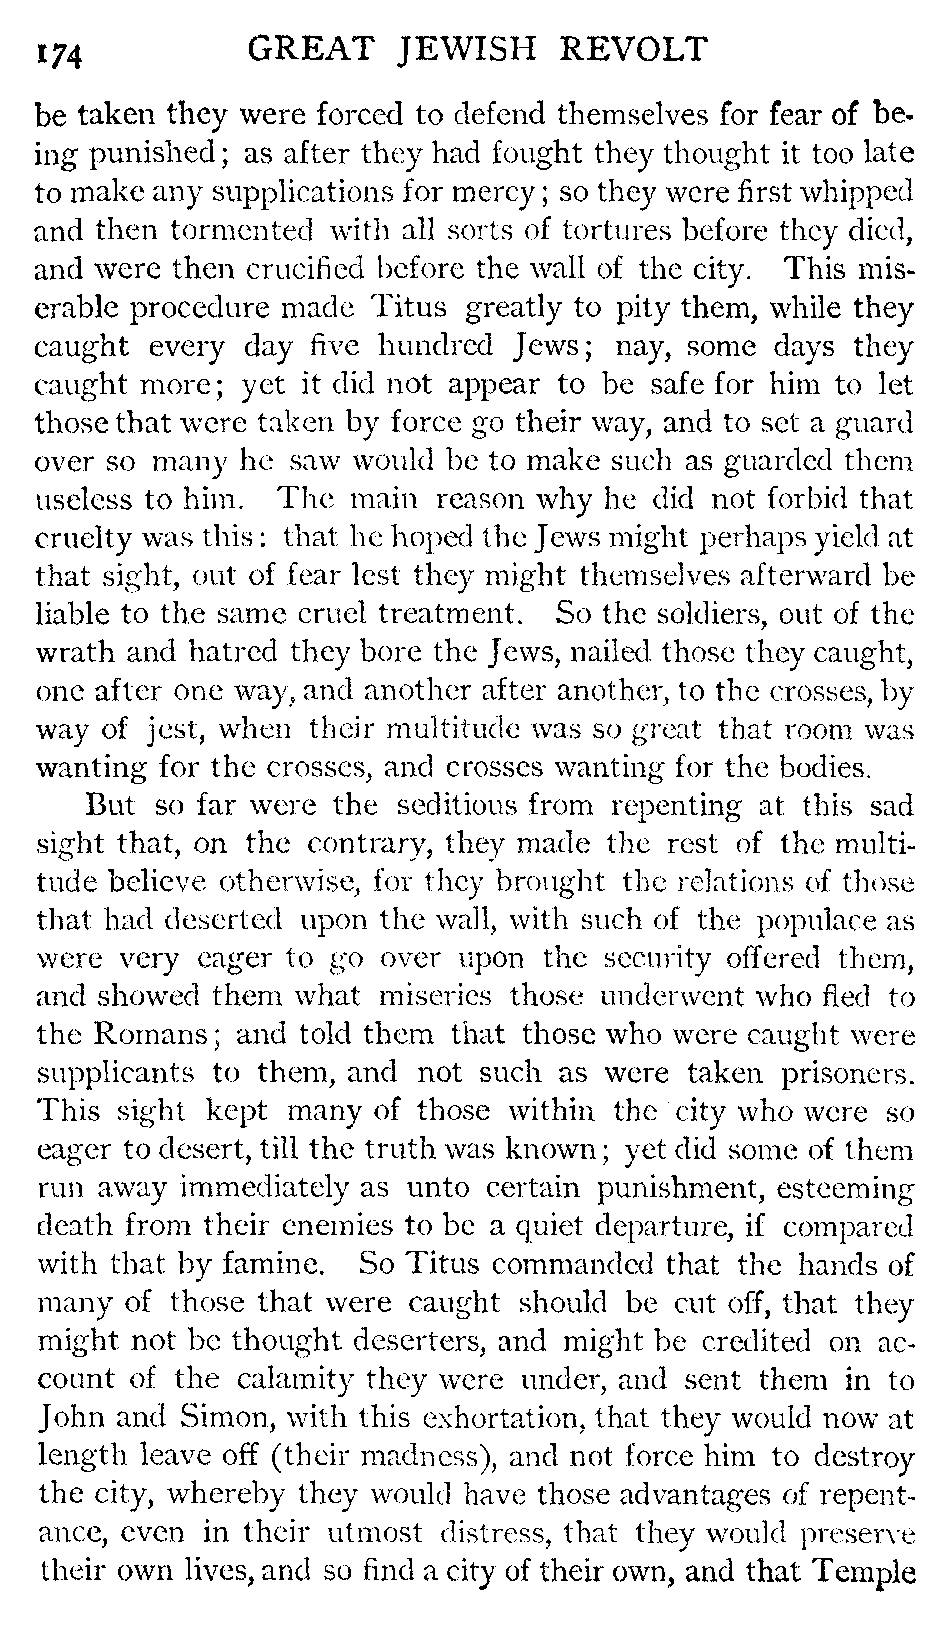 174 GREAT JEWISH REVOLT
be taken they were forced to defend themselves for fear of be-
ing punished; as after they had fought they thought it too late
to make any supplications for mercy; so they were first whipped
and then tormented with all sorts of tortures before they died,
and were then crucified before the wall of the city. This mis-
erable procedure made Titus greatly to pity them, while they
caught every day five hundred Jews; nay, some days they
caught more; yet it did not appear to be safe for him to let
those that were taken by force go their way, and to set a guard
over so many he saw would be to make such as guarded them
useless to him. The main reason why he did not forbid that
cruelty was this: that he hoped the Jews might perhaps yield at
that sight, out of fear lest they might themselves afterward be
liable to the same cruel treatment. So the soldiers, out of the
wrath and hatred they bore the Jews, nailed those they caught,
one after one way, and another after another, to the crosses, by
way of jest, when their multitude was so great that room was
wanting for the crosses, and crosses wanting for the bodies.
But so far were the seditious from repenting at this sad
sight that, on the contrary, they made the rest of the multi-
tude believe otherwise, for they brought the relations of those
that had deserted upon the wall, with such of the populace as
were very eager to go over upon the security offered them,
and showed them what miseries those underwent who fled to
the Romans; and told them that those who were caught were
supplicants to them, and not such as were taken prisoners.
This sight kept many of those within the city who were so
eager to desert, till the truth was known; yet did some of them
run away immediately as unto certain punishment, esteeming
death from their enemies to be a quiet departure, if compared
with that by famine. So Titus commanded that the hands of
many of those that were caught should be cut off, that they
might not be thought deserters, and might be credited on ac-
count of the calamity they were under, and sent them in to
John and Simon, with this exhortation, that they would now at
length leave off (their madness), and not force him to destroy
the city, whereby they would have those advantages of repent-
ance, even in their utmost distress, that they would preserve
their own lives, and so find a city of their own, and that Temple